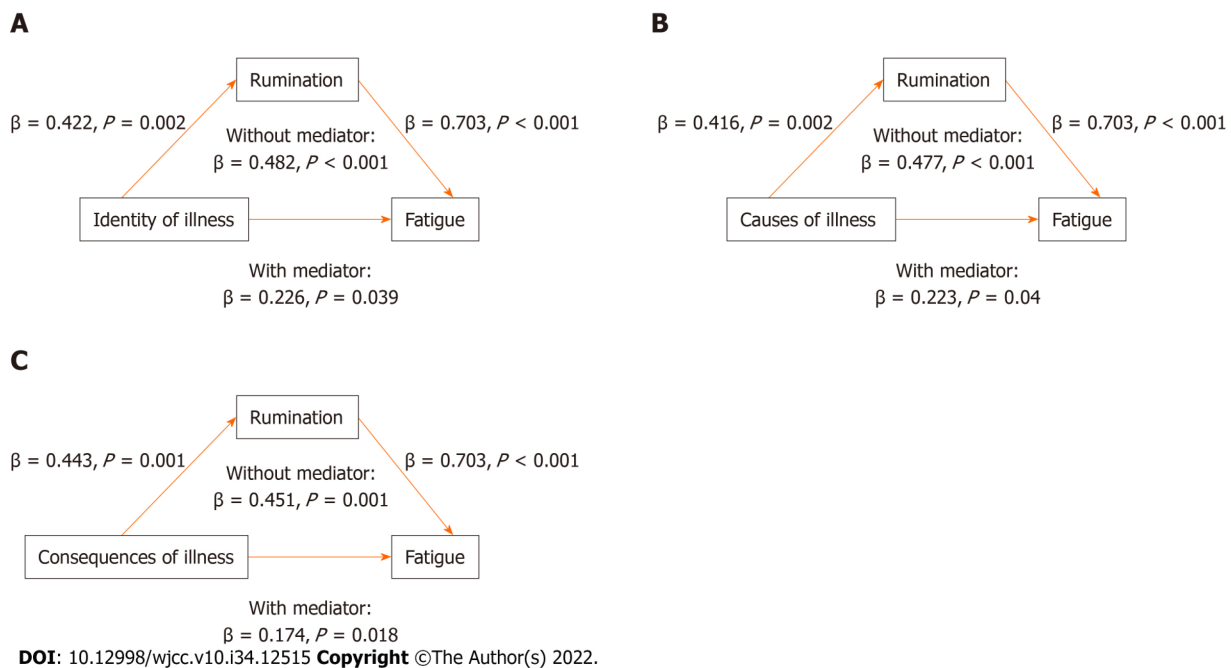 A
Rumination
β = 0.422, P = 0.002
β = 0.703, P < 0.001
Without mediator:
β = 0.482, P < 0.001
Identity of illness
Fatigue
With mediator:
β = 0.226, P = 0.039
B
Rumination
β = 0.416, P = 0.002
β = 0.703, P < 0.001
Without mediator:
β = 0.477, P < 0.001
Causes of illness
Fatigue
With mediator:
β = 0.223, P = 0.04
C
Rumination
β = 0.443, P = 0.001
β = 0.703, P < 0.001
Without mediator:
β = 0.451, P = 0.001
Consequences of illness
Fatigue
With mediator:
β = 0.174, P = 0.018
DOI: 10.12998/wjcc.v10.i34.12515 Copyright ©The Author(s) 2022.